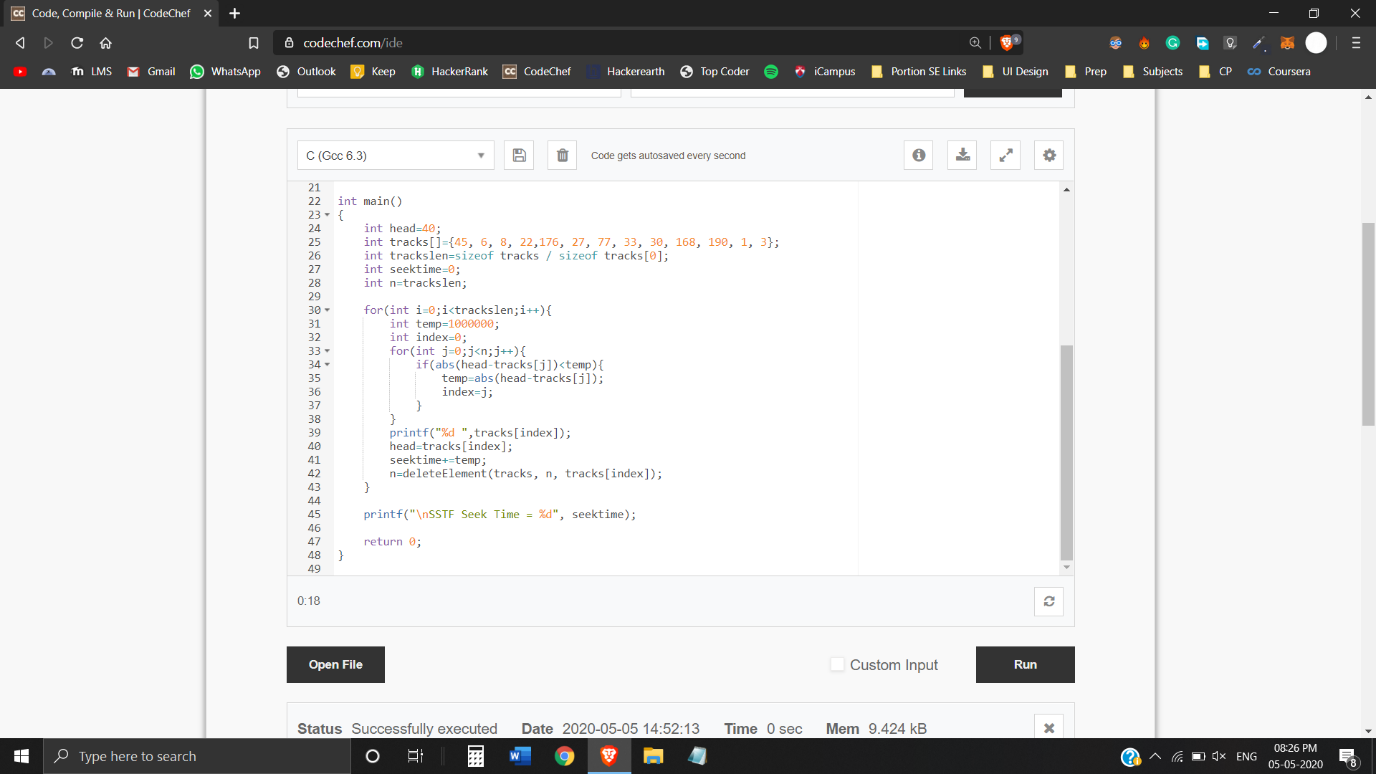 CC Code, Compile & Run | CodeChef × +
codechef.com/ide
LMS Gmail WhatsApp Outlook Keep HackerRank CodeChef Hackerearth Top Coder iCampus Portion SE Links UI Design Prep Subjects CP Coursera
C (Gcc 6.3) Code gets autosaved every second
21
22 int main()
23 {
24 int head=40;
25 int tracks[]={45, 6, 8, 22,176, 27, 77, 33, 30, 168, 190, 1, 3};
26 int trackslen=sizeof tracks / sizeof tracks[0];
27 int seektime=0;
28 int n=trackslen;
29
30 for(int i=0;i<trackslen;i++){
31 int temp=1000000;
32 int index=0;
33 for(int j=0;j<n;j++){
34 if(abs(head-tracks[j])<temp){
35 temp=abs(head-tracks[j]);
36 index=j;
37 }
38 }
39 printf("%d ",tracks[index]);
40 head=tracks[index];
41 seektime+=temp;
42 n=deleteElement(tracks, n, tracks[index]);
43 }
44
45 printf("\nSSTF Seek Time = %d", seektime);
46
47 return 0;
48 }
49
0:18
Open File Custom Input Run
Status Successfully executed Date 2020-05-05 14:52:13 Time 0 sec Mem 9.424 kB
Type here to search ENG 08:26 PM
05-05-2020 8